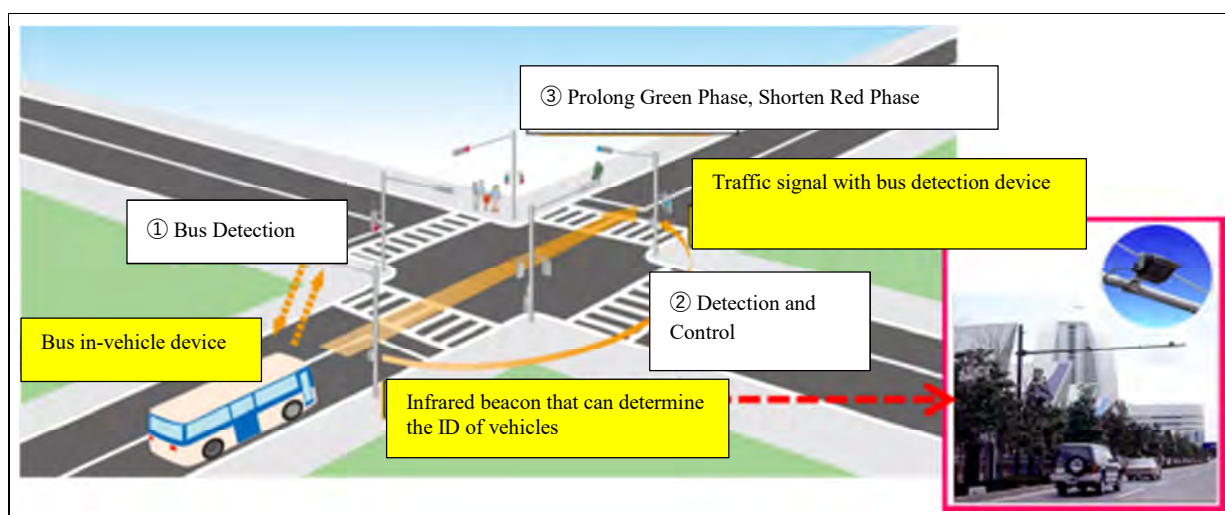 ③ Prolong Green Phase, Shorten Red Phase
Traffic signal with bus detection device
① Bus Detection
② Detection and
Control
Bus in-vehicle device
Infrared beacon that can determine
the ID of vehicles